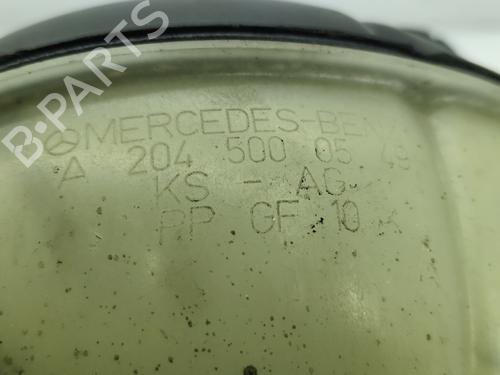 MERCEDES-BENZ
A 204 500 05 49
KS - AG
PP GF 10
B-PARTS